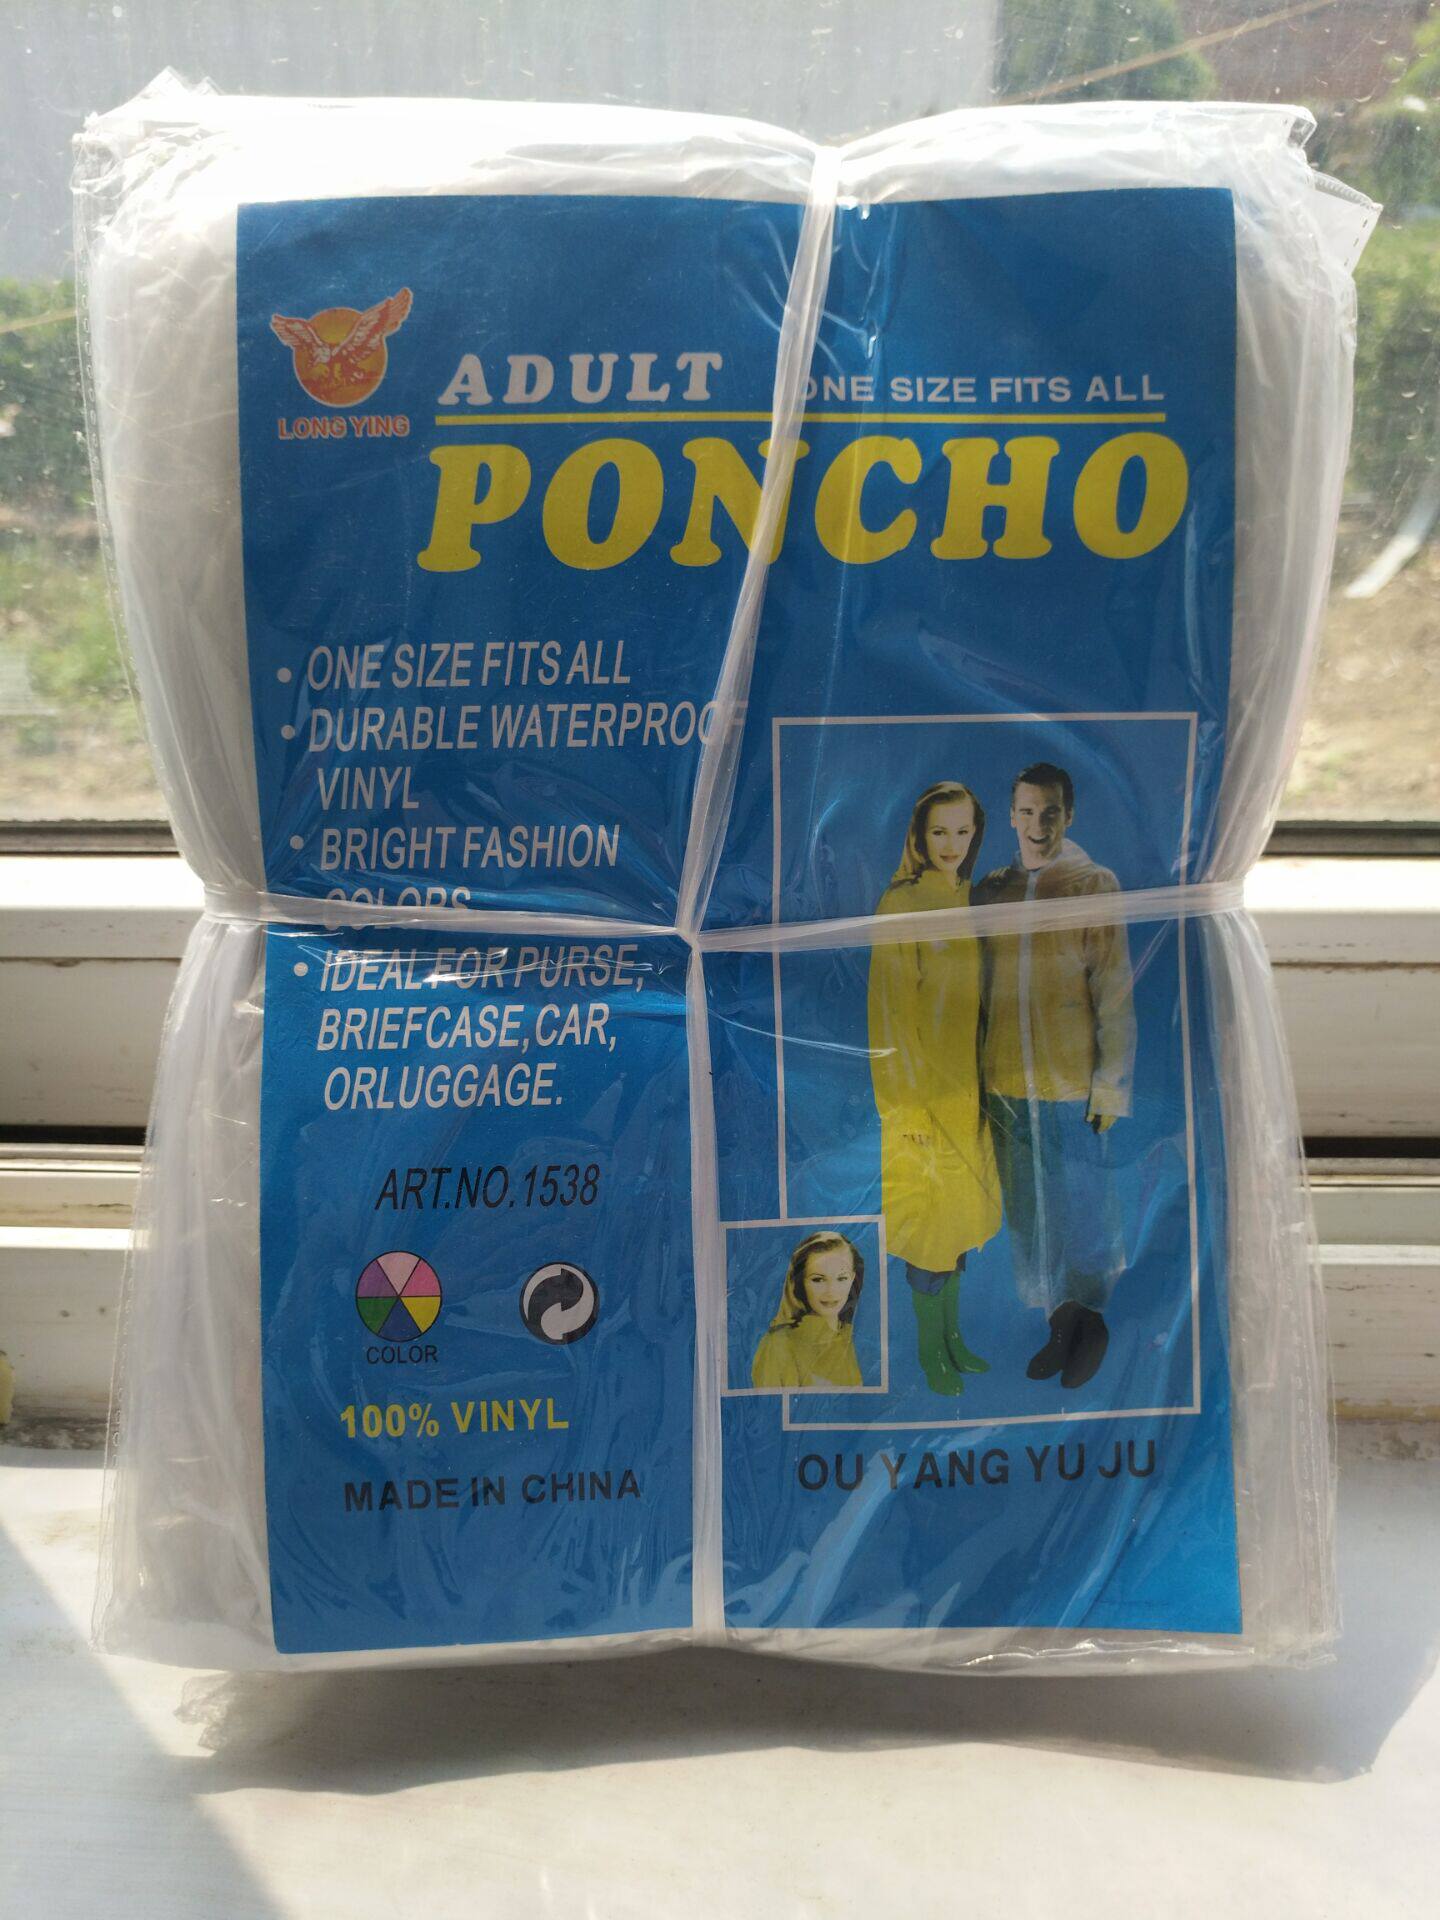 LONG YING
ADULT ONE SIZE FITS ALL
PONCHO
• ONE SIZE FITS ALL
• DURABLE WATERPROOF
VINYL
• BRIGHT FASHION
COLORS
• IDEAL FOR PURSE,
BRIEFCASE, CAR,
ORLUGGAGE.
ART.NO.1538
COLOR
100% VINYL
MADE IN CHINA
OU YANG YU JU